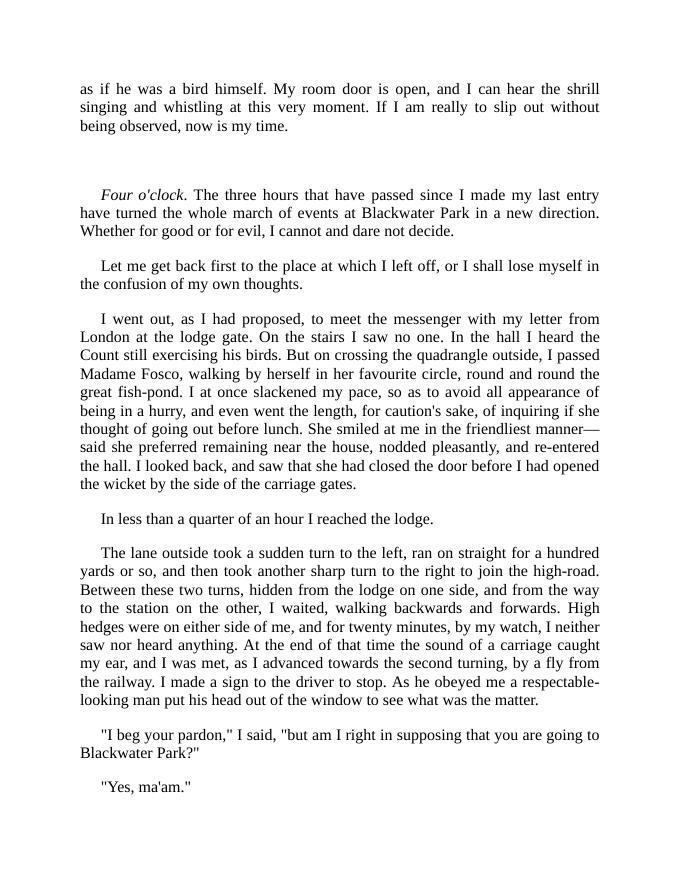 as if he was a bird himself. My room door is open, and I can hear the shrill
singing and whistling at this very moment. If I am really to slip out without
being observed, now is my time.
Four o'clock. The three hours that have passed since I made my last entry
have turned the whole march of events at Blackwater Park in a new direction.
Whether for good or for evil, I cannot and dare not decide.
Let me get back first to the place at which I left off, or I shall lose myself in
the confusion of my own thoughts.
I went out, as I had proposed, to meet the messenger with my letter from
London at the lodge gate. On the stairs I saw no one. In the hall I heard the
Count still exercising his birds. But on crossing the quadrangle outside, I passed
Madame Fosco, walking by herself in her favourite circle, round and round the
great fish-pond. I at once slackened my pace, so as to avoid all appearance of
being in a hurry, and even went the length, for caution's sake, of inquiring if she
thought of going out before lunch. She smiled at me in the friendliest manner—
said she preferred remaining near the house, nodded pleasantly, and re-entered
the hall. I looked back, and saw that she had closed the door before I had opened
the wicket by the side of the carriage gates.
In less than a quarter of an hour I reached the lodge.
The lane outside took a sudden turn to the left, ran on straight for a hundred
yards or so, and then took another sharp turn to the right to join the high-road.
Between these two turns, hidden from the lodge on one side, and from the way
to the station on the other, I waited, walking backwards and forwards. High
hedges were on either side of me, and for twenty minutes, by my watch, I neither
saw nor heard anything. At the end of that time the sound of a carriage caught
my ear, and I was met, as I advanced towards the second turning, by a fly from
the railway. I made a sign to the driver to stop. As he obeyed me a respectable-
looking man put his head out of the window to see what was the matter.
"I beg your pardon," I said, "but am I right in supposing that you are going to
Blackwater Park?"
"Yes, ma'am."